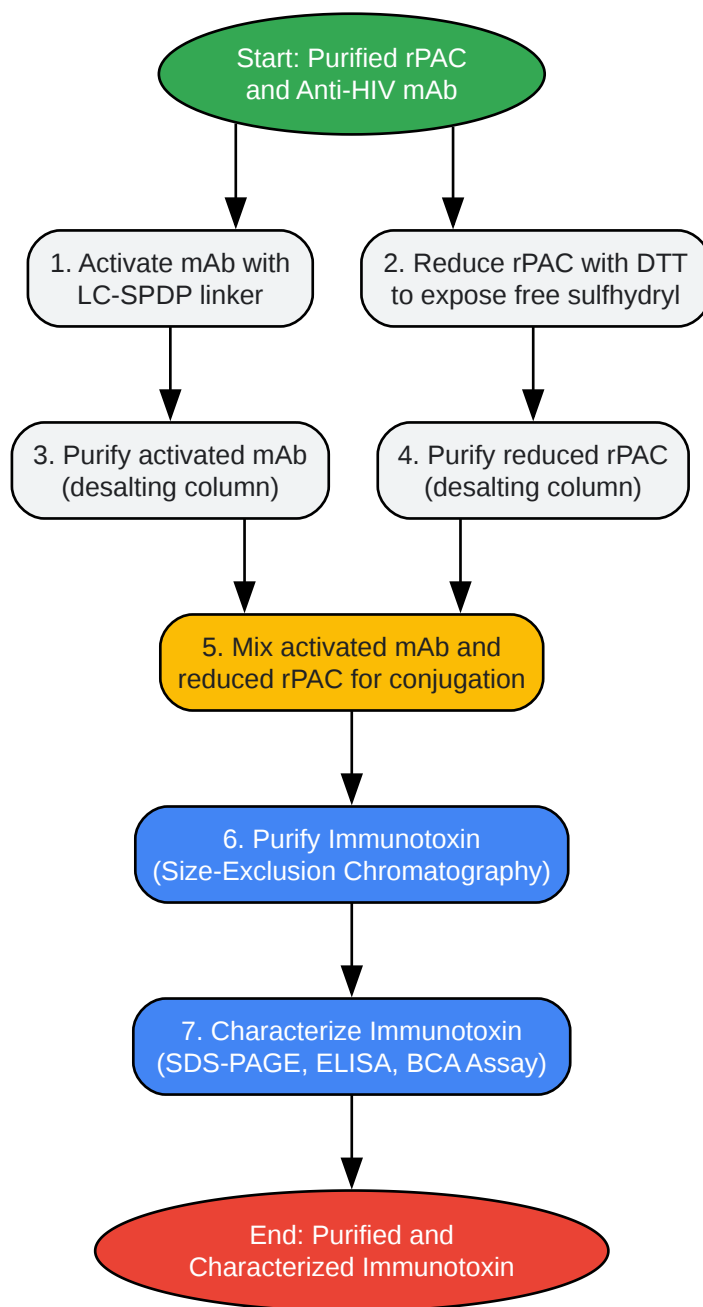 Start: Purified rPAC
and Anti-HIV mAb
1. Activate mAb with
LC-SPDP linker
2. Reduce rPAC with DTT
to expose free sulfhydryl
3. Purify activated mAb
(desalting column)
4. Purify reduced rPAC
(desalting column)
5. Mix activated mAb and
reduced rPAC for conjugation
6. Purify Immunotoxin
(Size-Exclusion Chromatography)
7. Characterize Immunotoxin
(SDS-PAGE, ELISA, BCA Assay)
End: Purified and
Characterized Immunotoxin